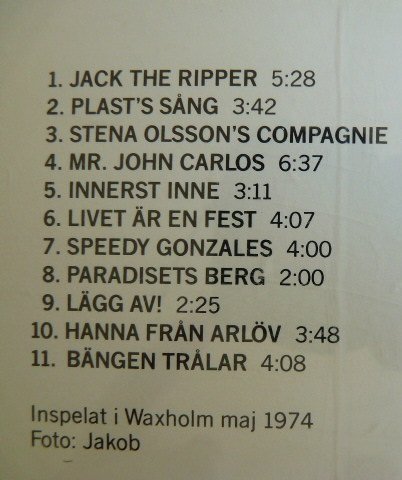 1. JACK THE RIPPER 5:28
2. PLAST'S SÅNG 3:42
3. STENA OLSSON'S COMPAGNIE
4. MR. JOHN CARLOS 6:37
5. INNERST INNE 3:11
6. LIVET ÄR EN FEST 4:07
7. SPEEDY GONZALES 4:00
8. PARADISETS BERG 2:00
9. LÄGG AV! 2:25
10. HANNA FRÅN ARLÖV 3:48
11. BÄNGEN TRÅLAR 4:08
Inspelat i Waxholm maj 1974
Foto: Jakob